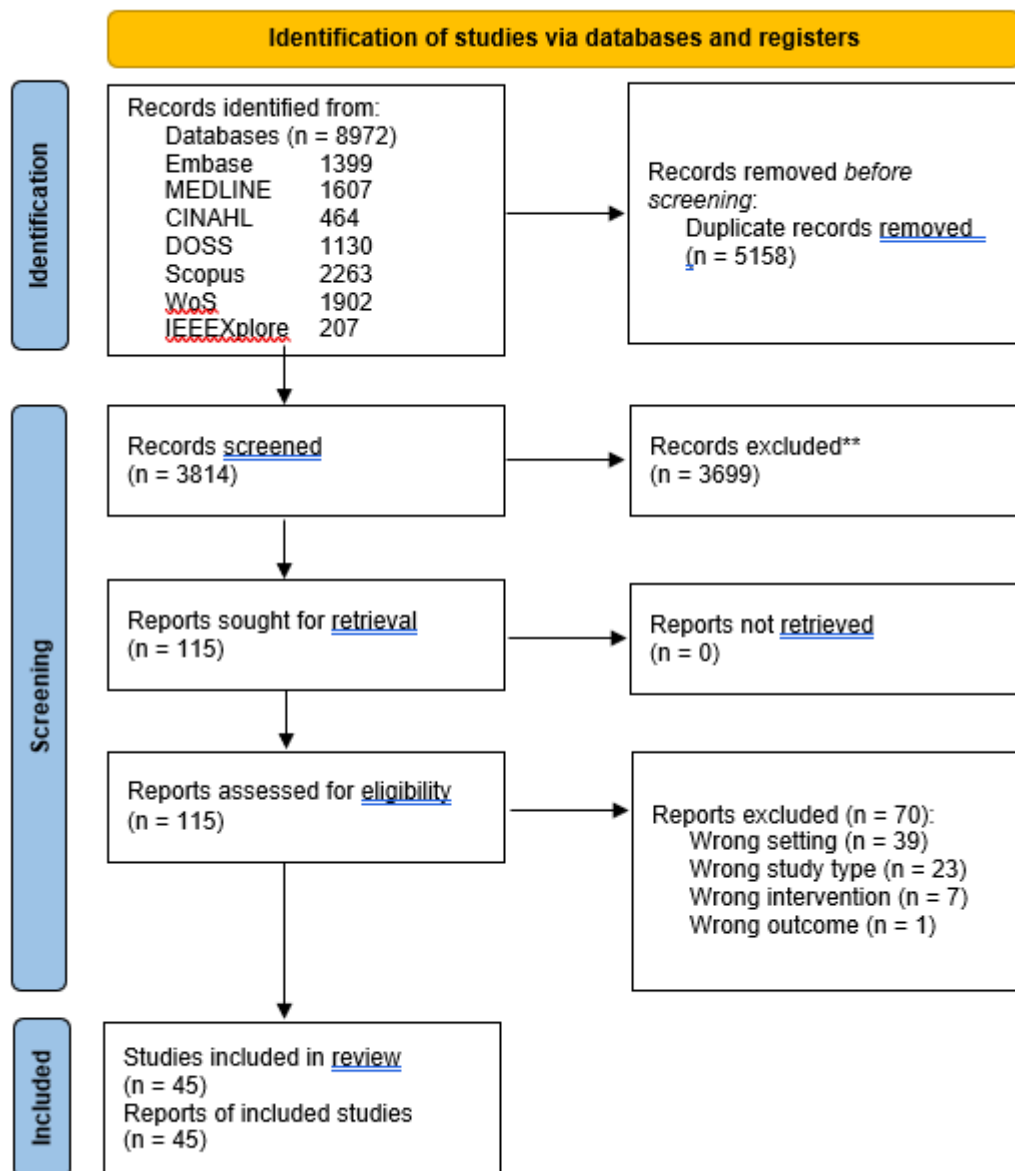 Identification of studies via databases and registers
Identification
Records identified from:
Databases (n = 8972)
Embase 1399
MEDLINE 1607
CINAHL 464
DOSS 1130
Scopus 2263
WoS 1902
IEEEXplore 207
Records removed before
screening:
Duplicate records removed
(n = 5158)
Screening
Records screened
(n = 3814)
Records excluded**
(n = 3699)
Reports sought for retrieval
(n = 115)
Reports not retrieved
(n = 0)
Reports assessed for eligibility
(n = 115)
Reports excluded (n = 70):
Wrong setting (n = 39)
Wrong study type (n = 23)
Wrong intervention (n = 7)
Wrong outcome (n = 1)
Included
Studies included in review
(n = 45)
Reports of included studies
(n = 45)